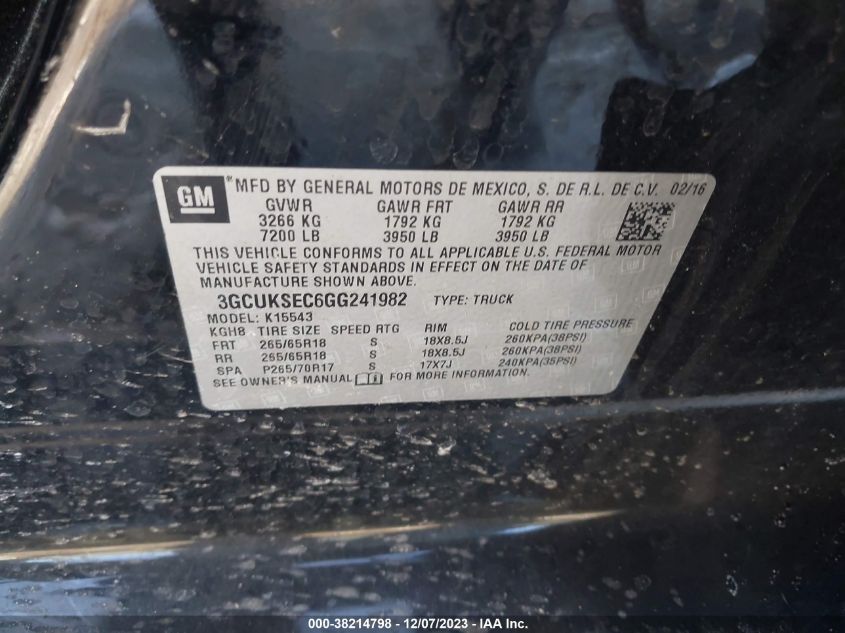 GM *MFD BY GENERAL MOTORS DE MEXICO, S. DE R.L. DE C.V. 02/16
GVWR GAWR FRT GAWR RR
3266 KG 1792 KG 1792 KG
7200 LB 3950 LB 3950 LB
THIS VEHICLE CONFORMS TO ALL APPLICABLE U.S. FEDERAL MOTOR
VEHICLE SAFETY STANDARDS IN EFFECT ON THE DATE OF
MANUFACTURE SHOWN ABOVE.
3GCUKSEC6GG241982 TYPE: TRUCK
MODEL: K15543
KGH8 TIRE SIZE SPEED RTG RIM COLD TIRE PRESSURE
FRT 265/65R18 S 18X8.5J 260KPA(38PSI)
RR 265/65R18 S 18X8.5J 260KPA(38PSI)
SPA P265/70R17 S 17X7J 240KPA(35PSI)
SEE OWNER'S MANUAL FOR MORE INFORMATION.
000-38214798 - 12/07/2023 - IAA Inc.